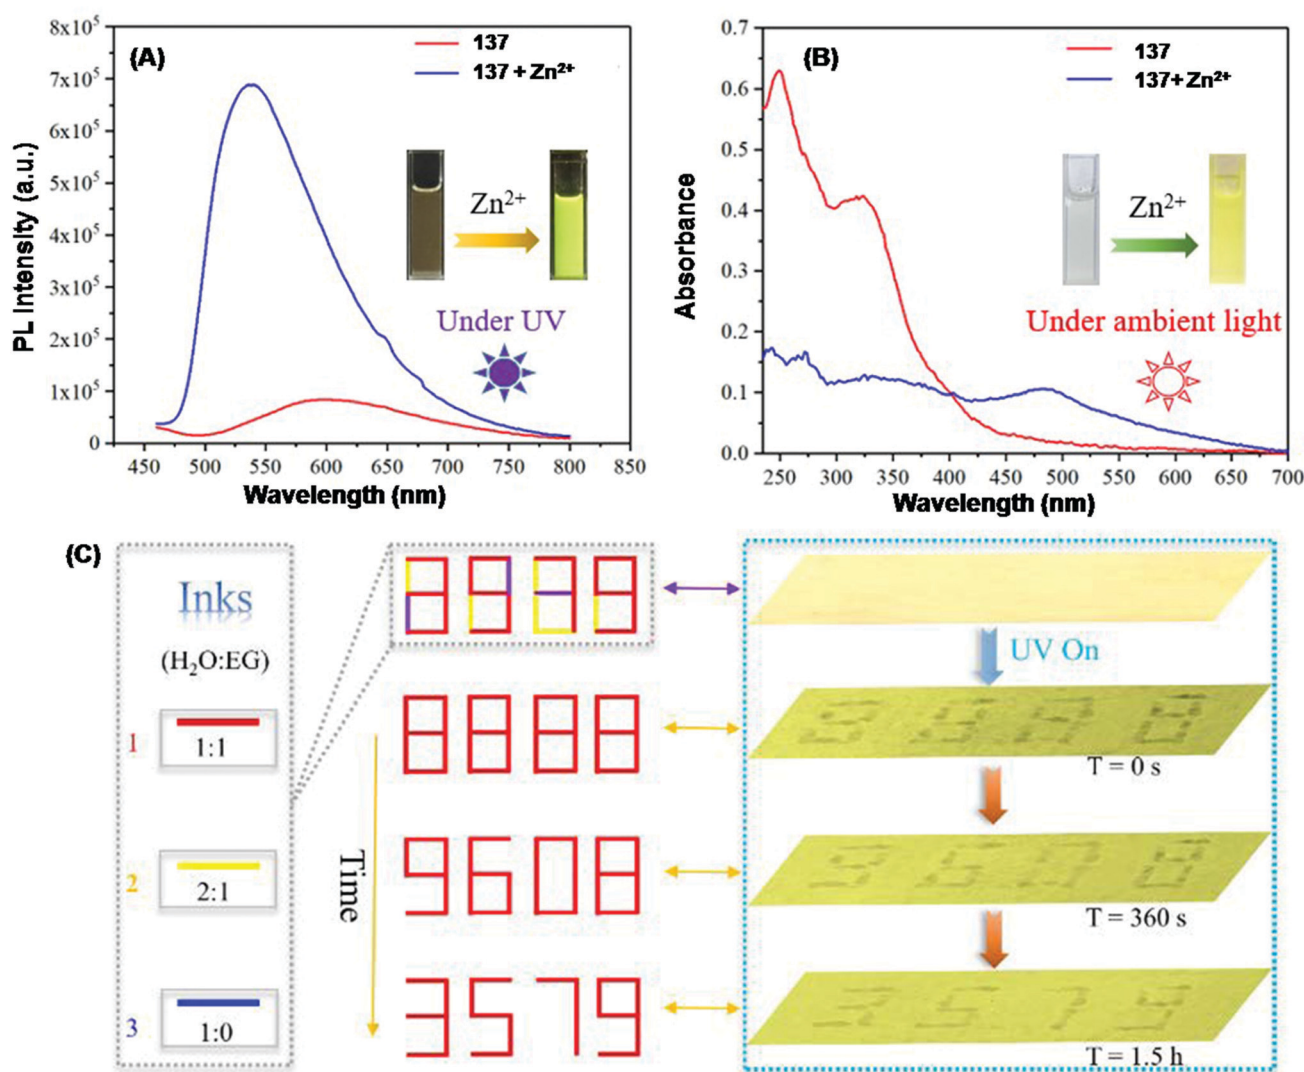 (A)
137
137 + Zn²⁺
8x10⁵
7x10⁵
6x10⁵
5x10⁵
4x10⁵
3x10⁵
2x10⁵
1x10⁵
0
PL Intensity (a.u.)
Zn²⁺
Under UV
450 500 550 600 650 700 750 800 850
Wavelength (nm)
(B)
137
137+ Zn²⁺
0.7
0.6
0.5
0.4
0.3
0.2
0.1
0.0
Absorbance
Zn²⁺
Under ambient light
250 300 350 400 450 500 550 600 650 700
Wavelength (nm)
(C)
Inks
(H₂O:EG)
1
1:1
2
2:1
3
1:0
Time
8888
9608
3579
UV On
T = 0 s
T = 360 s
3579
T = 1.5 h